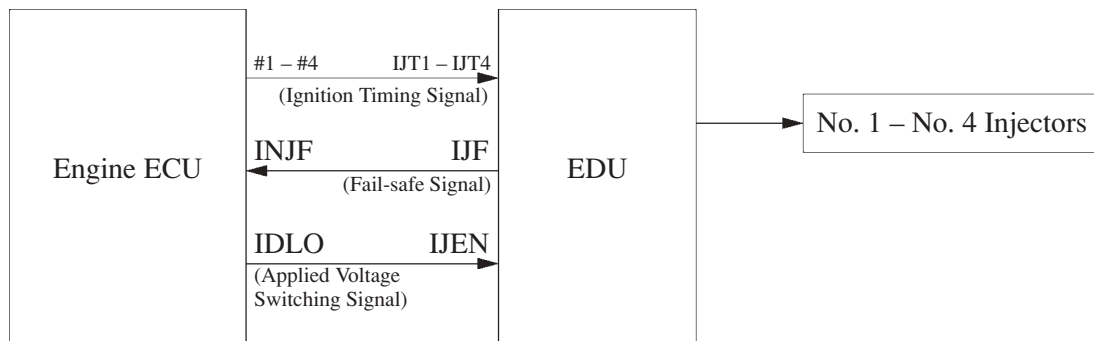 #1 – #4 IJT1 – IJT4
(Ignition Timing Signal)
No. 1 – No. 4 Injectors
Engine ECU
INJF IJF
EDU
(Fail-safe Signal)
IDLO IJEN
(Applied Voltage
Switching Signal)